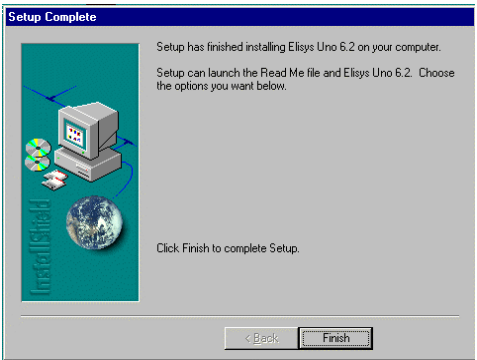 Setup Complete
Setup has finished installing Elisys Uno 6.2 on your computer.
Setup can launch the Read Me file and Elisys Uno 6.2.  Choose
the options you want below.
InstallShield
Click Finish to complete Setup.
< Back
Finish